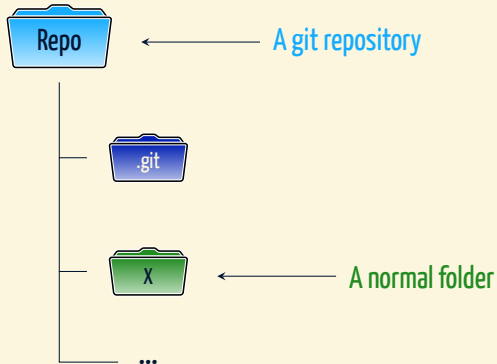 Repo
A git repository
.git
X
A normal folder
...